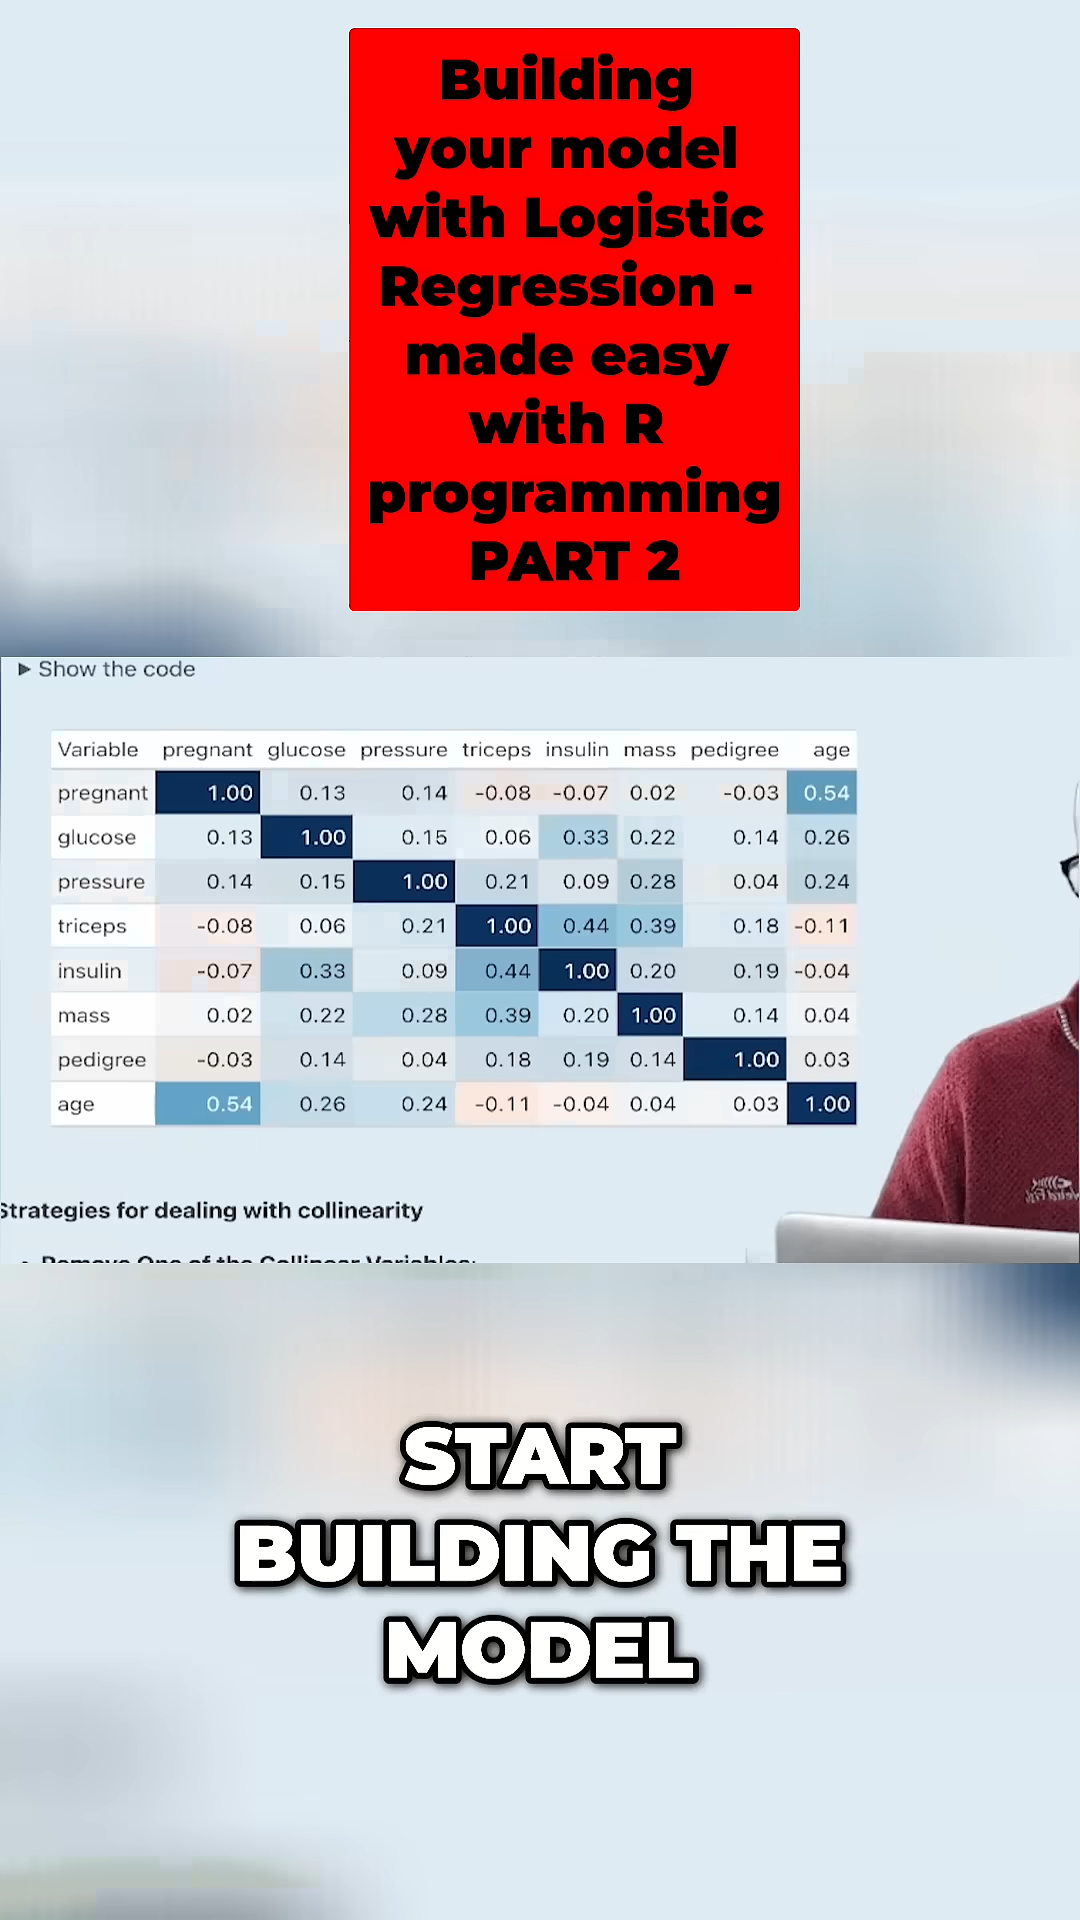 Building
your model
with Logistic
Regression -
made easy
with R
programming
PART 2
▶ Show the code
Variable pregnant glucose pressure triceps insulin mass pedigree age
pregnant 1.00 0.13 0.14 -0.08 -0.07 0.02 -0.03 0.54
glucose 0.13 1.00 0.15 0.06 0.33 0.22 0.14 0.26
pressure 0.14 0.15 1.00 0.21 0.09 0.28 0.04 0.24
triceps -0.08 0.06 0.21 1.00 0.44 0.39 0.18 -0.11
insulin -0.07 0.33 0.09 0.44 1.00 0.20 0.19 -0.04
mass 0.02 0.22 0.28 0.39 0.20 1.00 0.14 0.04
pedigree -0.03 0.14 0.04 0.18 0.19 0.14 1.00 0.03
age 0.54 0.26 0.24 -0.11 -0.04 0.04 0.03 1.00
Strategies for dealing with collinearity
• Remove One of the Collinear Variables:
START
BUILDING THE
MODEL